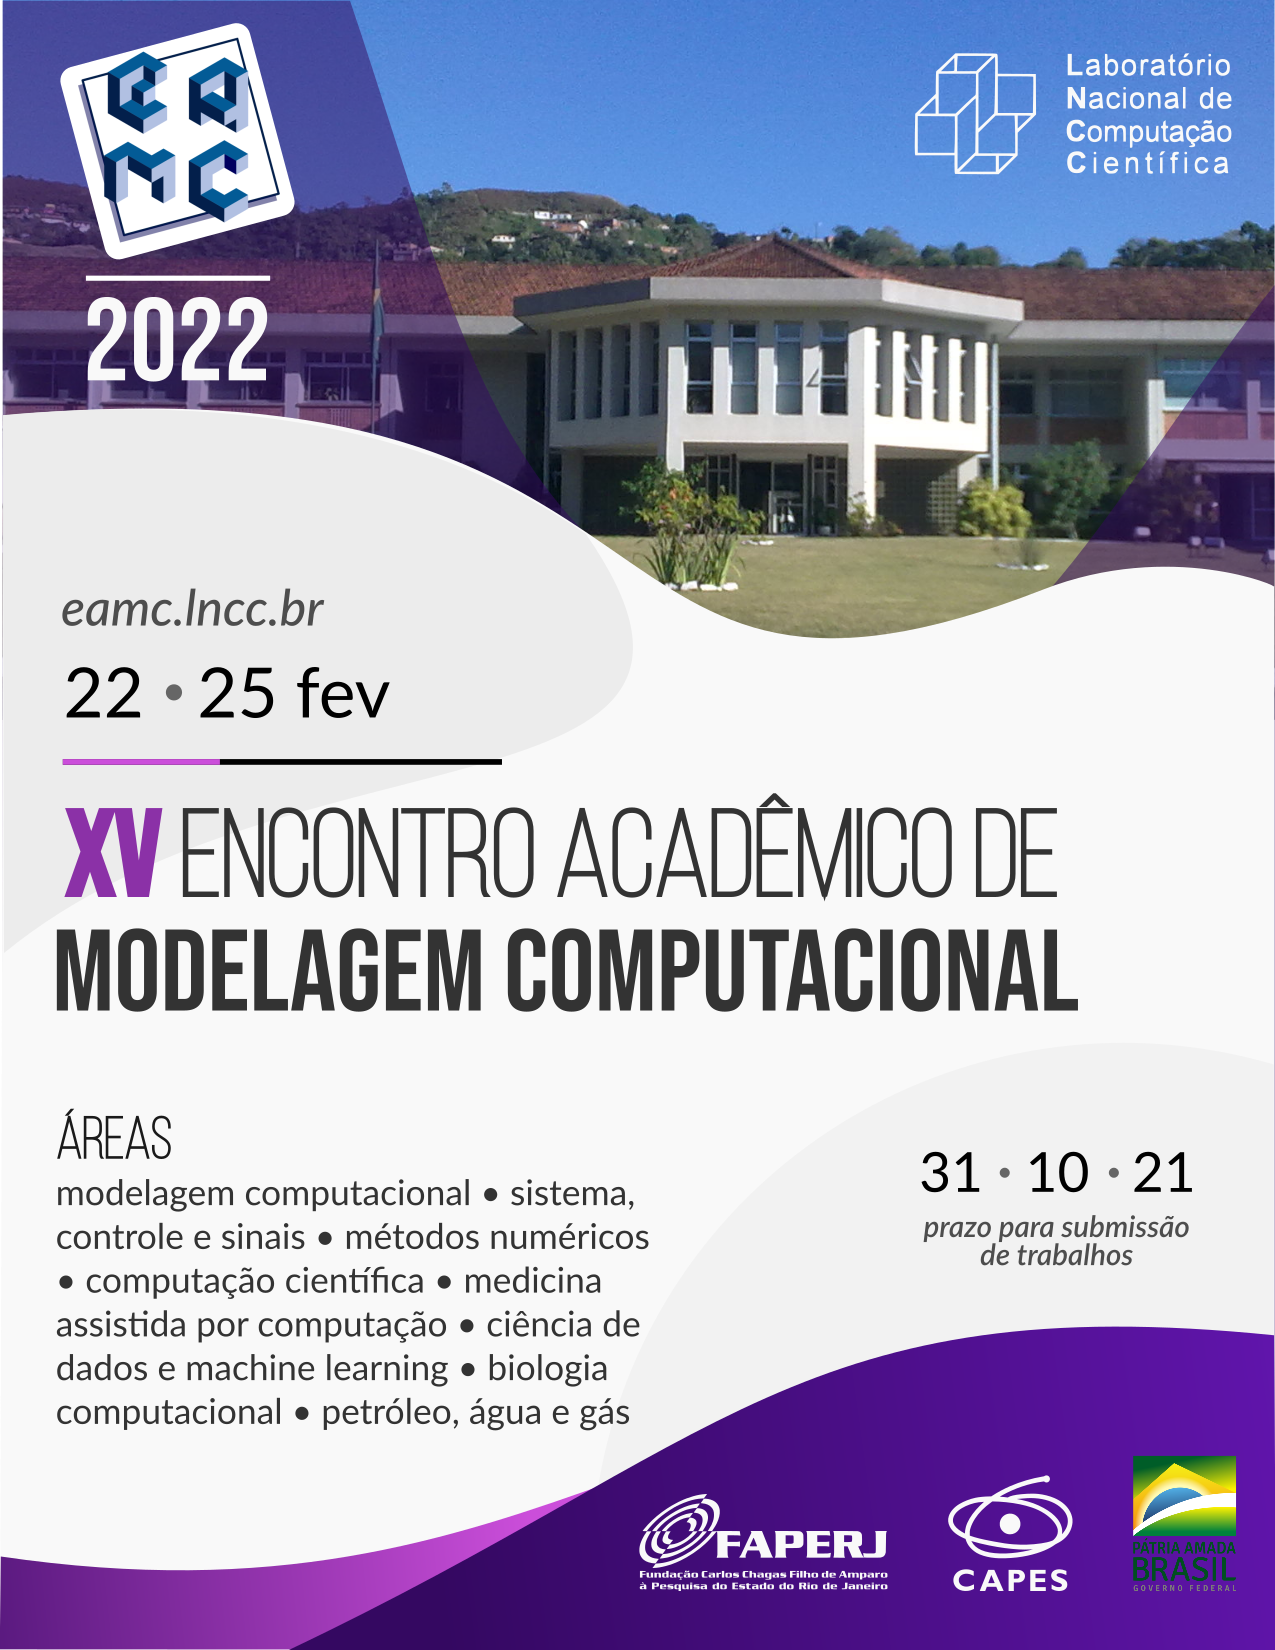 EAMC
2022
Laboratório
Nacional de
Computação
Científica
eamc.lncc.br
22 • 25 fev
XV ENCONTRO ACADÊMICO DE
MODELAGEM COMPUTACIONAL
ÁREAS
modelagem computacional • sistema,
controle e sinais • métodos numéricos
• computação científica • medicina
assistida por computação • ciência de
dados e machine learning • biologia
computacional • petróleo, água e gás
31 • 10 • 21
prazo para submissão
de trabalhos
FAPERJ
Fundação Carlos Chagas Filho de Amparo
à Pesquisa do Estado do Rio de Janeiro
CAPES
PÁTRIA AMADA
BRASIL
GOVERNO FEDERAL